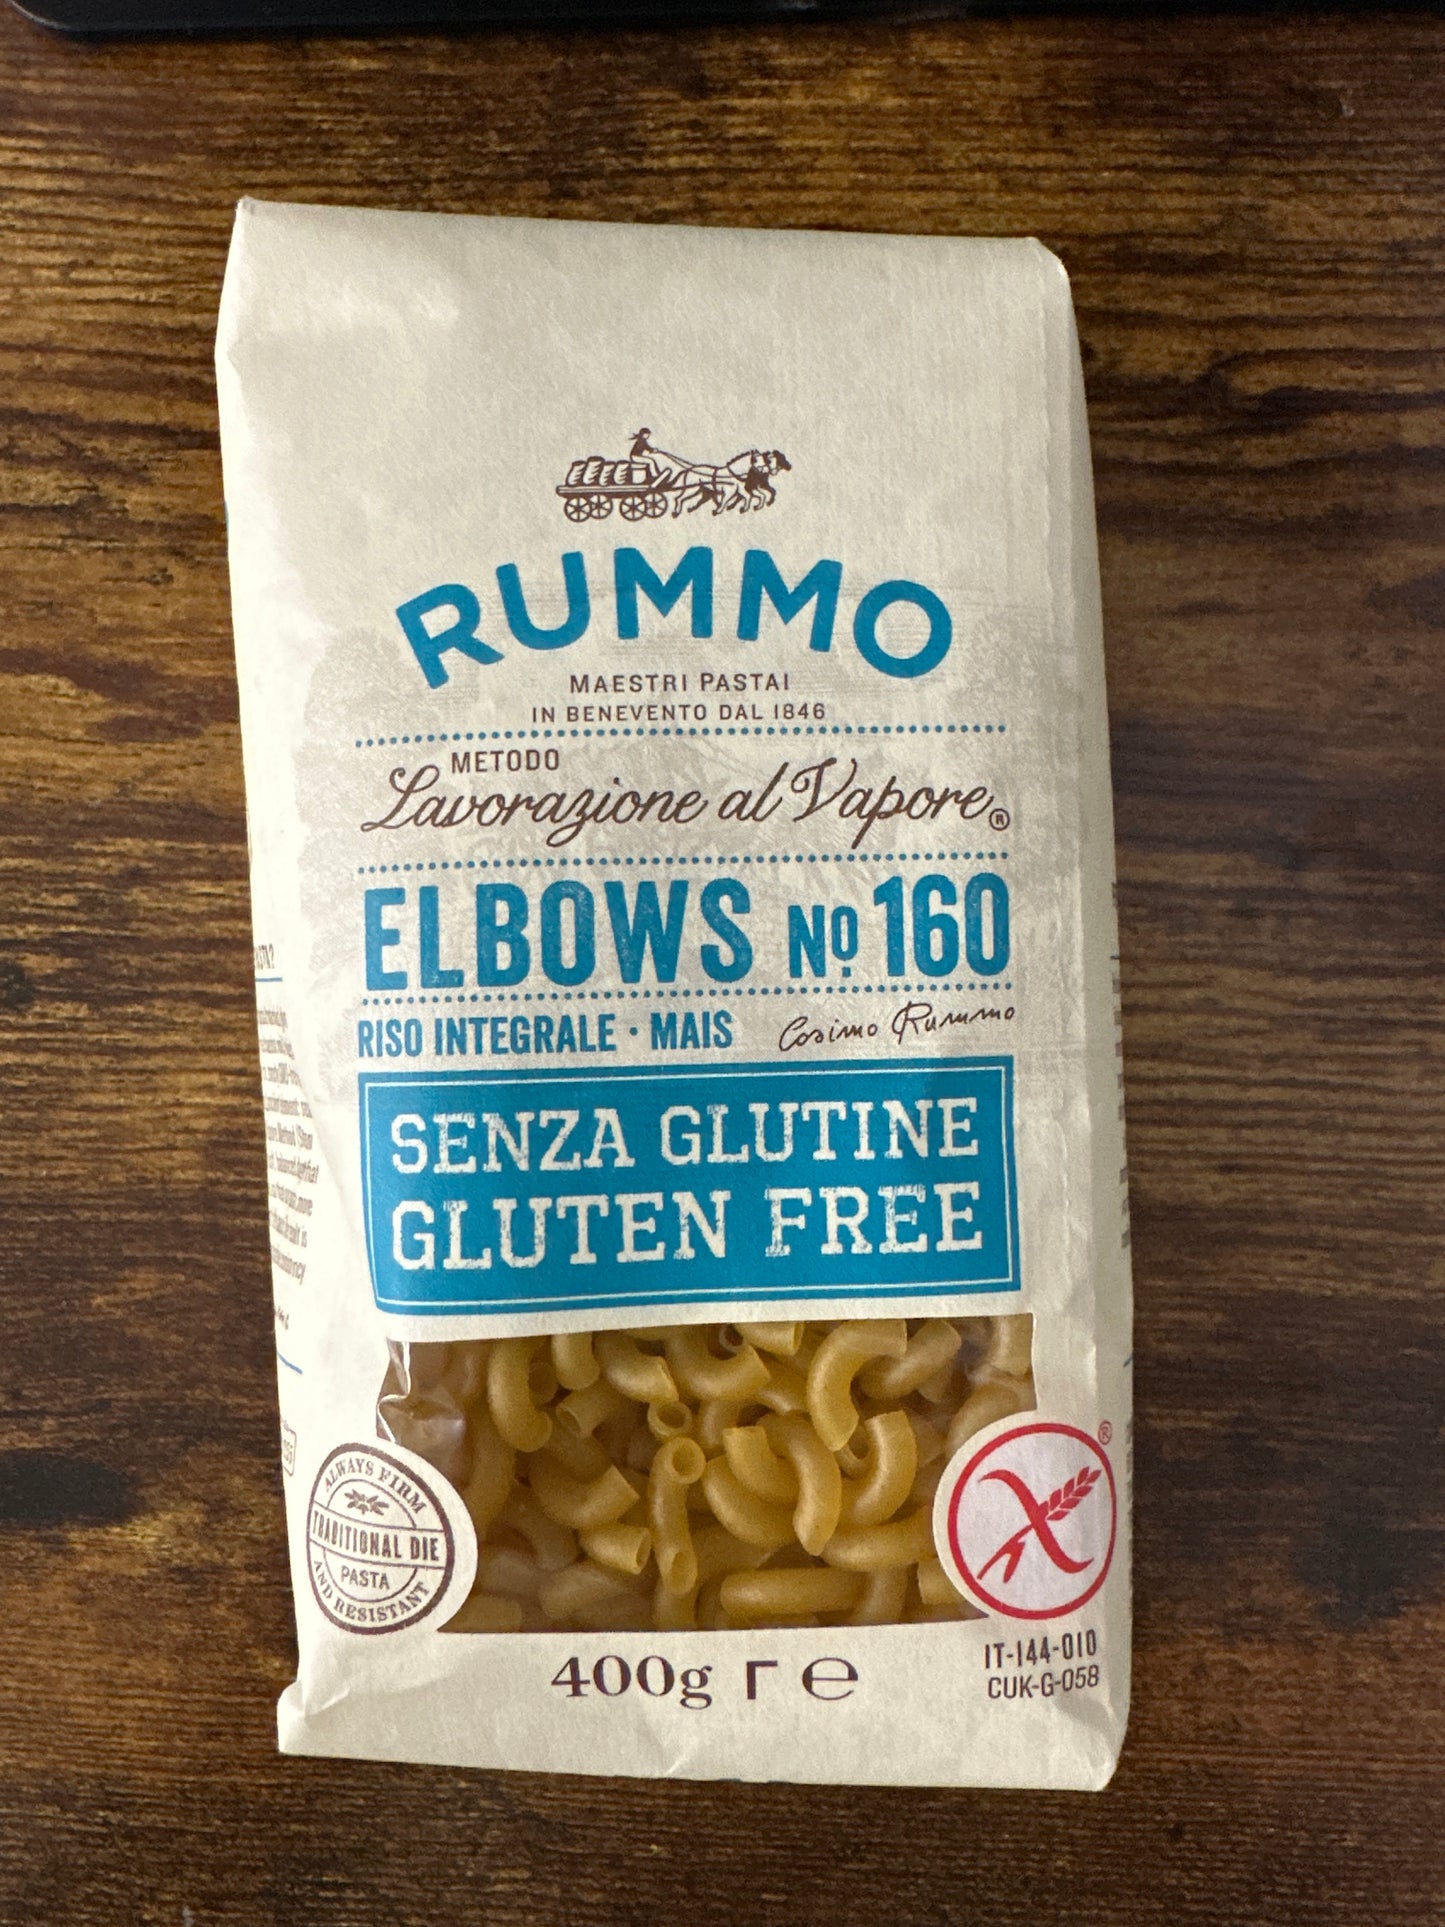 RUMMO
MAESTRI PASTAI
IN BENEVENTO DAL 1846
METODO
Lavorazione al Vapore®
ELBOWS Nº 160
RISO INTEGRALE · MAIS
Cosimo Rummo
SENZA GLUTINE
GLUTEN FREE
ALWAYS FIRM
TRADITIONAL DIE
PASTA
AND RESISTANT
®
400g Г ℮
IT-144-010
CUK-G-058